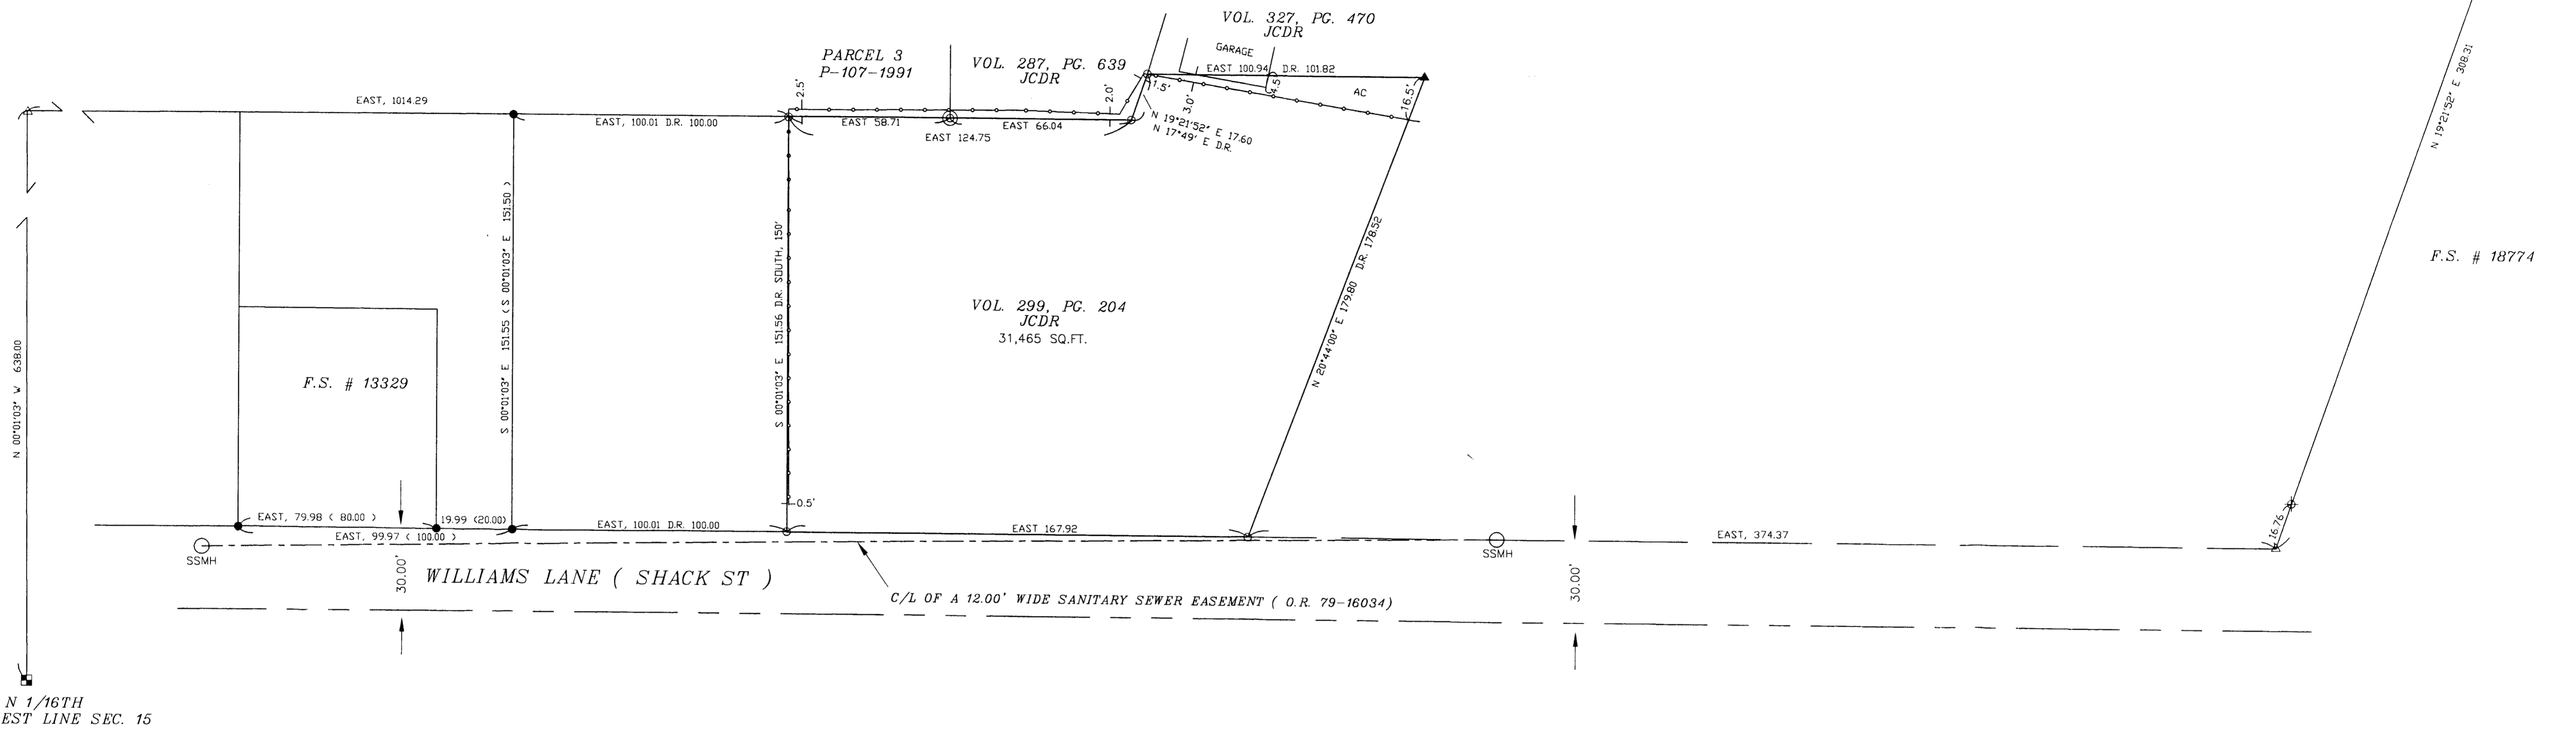 VOL. 327, PG. 470
JCDR
GARAGE
PARCEL 3
P-107-1991
VOL. 287, PG. 639
JCDR
EAST 100.94 D.R. 101.82
AC
16.5'
4.5'
3.0'
1.5'
2.5'
2.0'
EAST, 1014.29
EAST, 100.01 D.R. 100.00
EAST 58.71
EAST 66.04
EAST 124.75
N 19°21'52" E 17.60
N 17°49' E D.R.
N 19°21'52" E 308.31
N 00°01'03" W 638.00
S 00°01'03" E 151.55 ( S 00°01'03" E 151.50 )
S 00°01'03" E 151.56 D.R. SOUTH, 150'
N 20°44'00" E 179.80 D.R. 178.52
F.S. # 18774
VOL. 299, PG. 204
JCDR
31,465 SQ.FT.
F.S. # 13329
0.5'
EAST, 79.98 ( 80.00 )
19.99 (20.00)
EAST, 100.01 D.R. 100.00
EAST 167.92
EAST, 374.37
16.76
EAST, 99.97 ( 100.00 )
SSMH
SSMH
30.00'
WILLIAMS LANE ( SHACK ST )
30.00'
C/L OF A 12.00' WIDE SANITARY SEWER EASEMENT ( O.R. 79-16034)
N 1/16TH
EST LINE SEC. 15